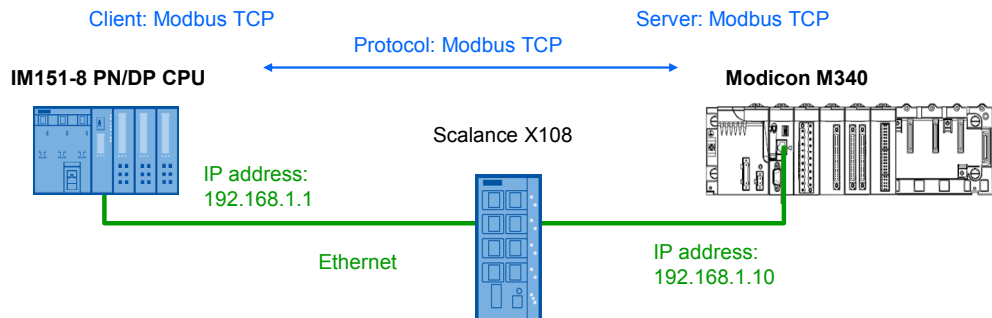 Client: Modbus TCP
Server: Modbus TCP
Protocol: Modbus TCP
IM151-8 PN/DP CPU
Modicon M340
Scalance X108
IP address:
192.168.1.1
Ethernet
IP address:
192.168.1.10